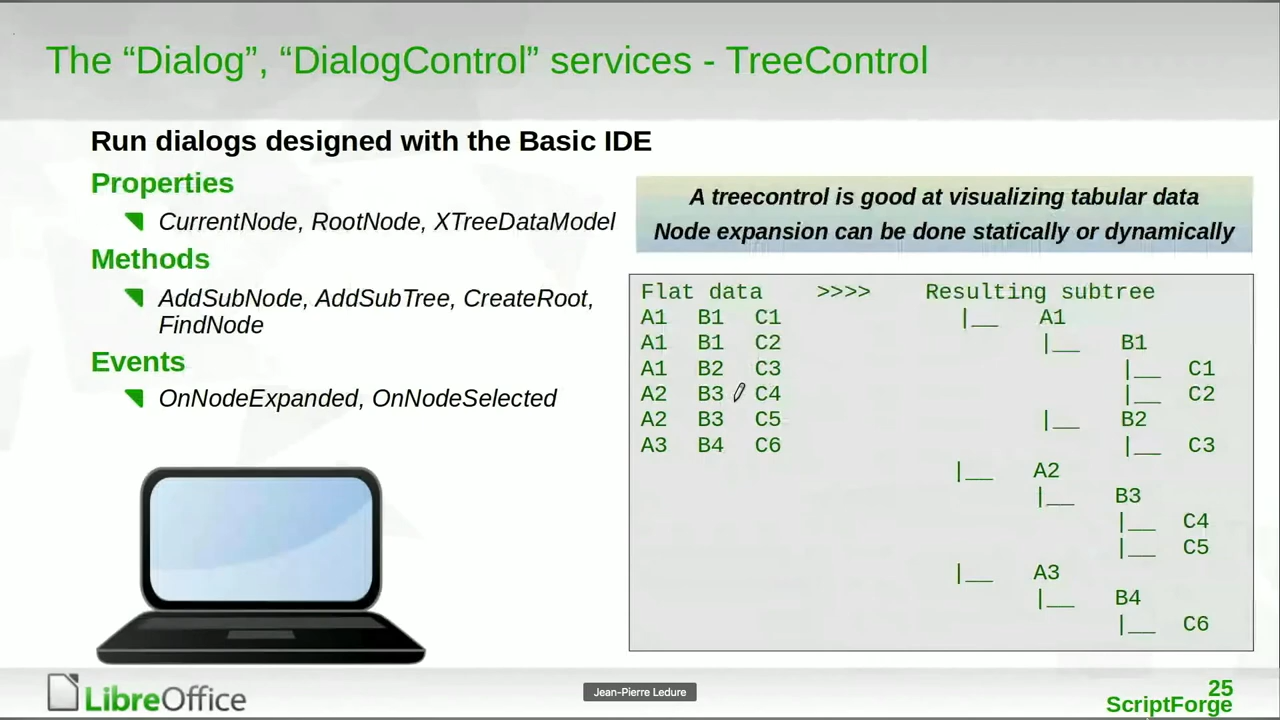 The “Dialog”, “DialogControl” services - TreeControl
Run dialogs designed with the Basic IDE
Properties
CurrentNode, RootNode, XTreeDataModel
Methods
AddSubNode, AddSubTree, CreateRoot,
FindNode
Events
OnNodeExpanded, OnNodeSelected
A treecontrol is good at visualizing tabular data
Node expansion can be done statically or dynamically
Flat data >>>> Resulting subtree
A1 B1 C1 |__ A1
A1 B1 C2 |__ B1
A1 B2 C3 |__ C1
A2 B3 C4 |__ C2
A2 B3 C5 |__ B2
A3 B4 C6 |__ C3
|__ A2
|__ B3
|__ C4
|__ C5
|__ A3
|__ B4
|__ C6
LibreOffice
Jean-Pierre Ledure
25
ScriptForge